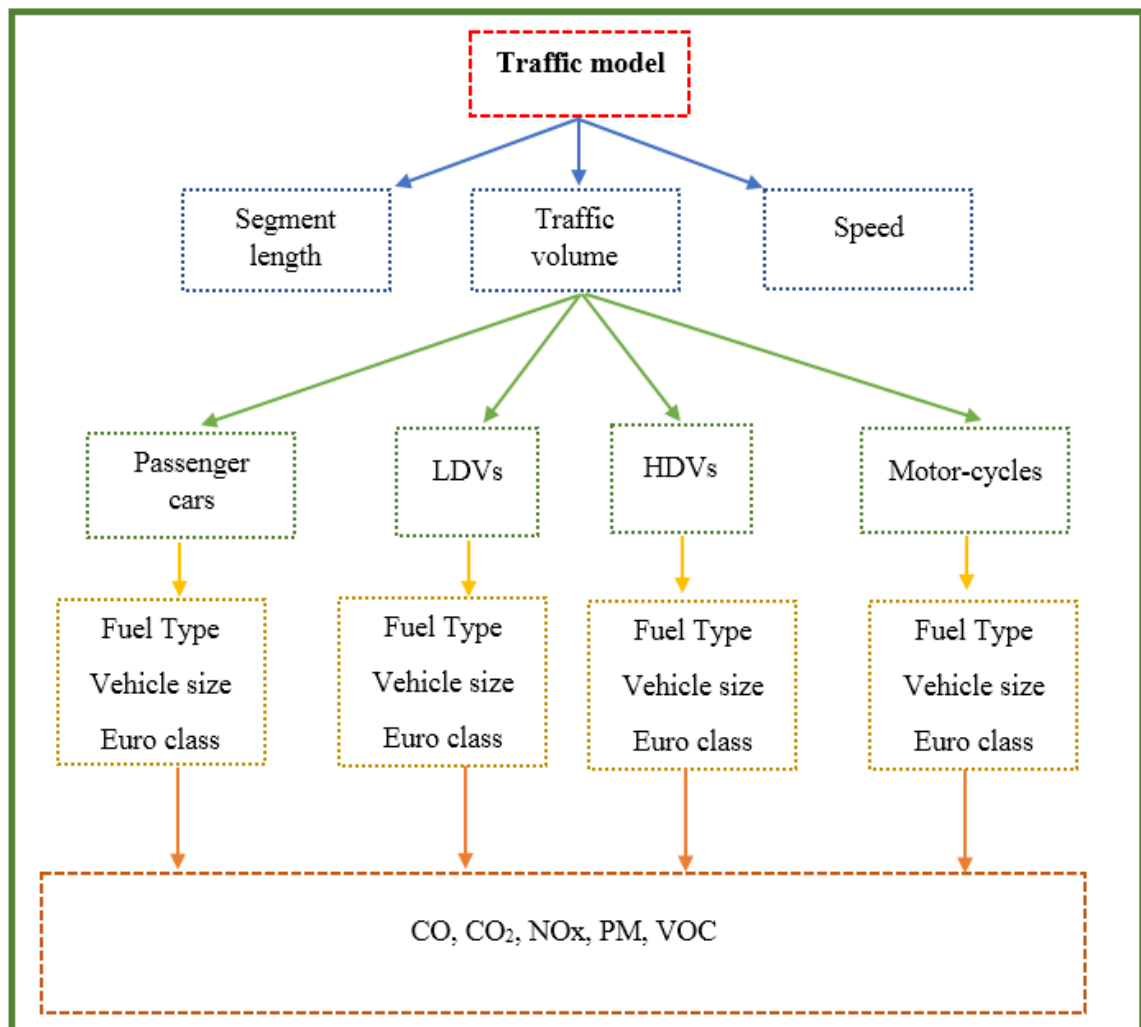 Traffic model
Segment
length
Traffic
volume
Speed
Passenger
cars
LDVs
HDVs
Motor-cycles
Fuel Type
Vehicle size
Euro class
Fuel Type
Vehicle size
Euro class
Fuel Type
Vehicle size
Euro class
Fuel Type
Vehicle size
Euro class
CO, CO₂, NOx, PM, VOC